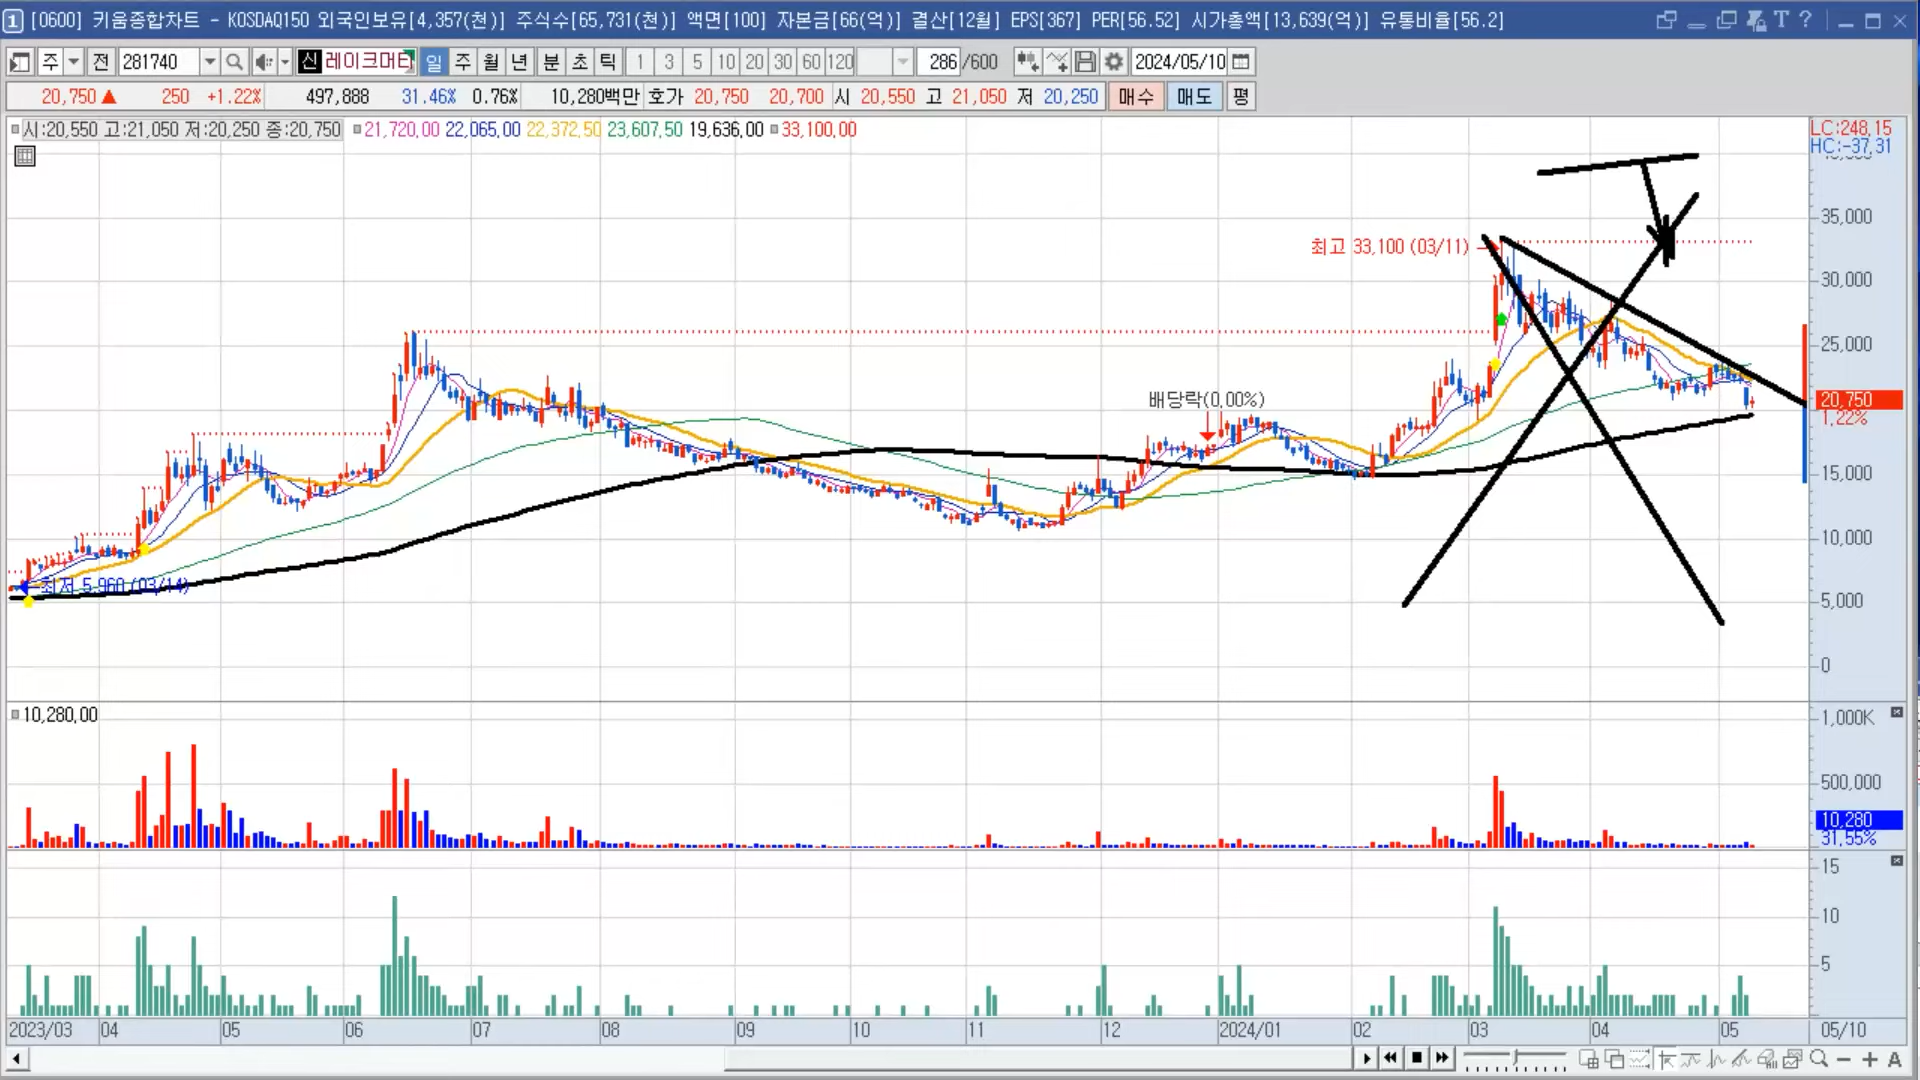 1 [0600] 키움종합차트 - KOSDAQ150 외국인보유[4,357(천)] 주식수[65,731(천)] 액면[100] 자본금[66(억)] 결산[12월] EPS[367] PER[56.52] 시가총액[13,639(억)] 유통비율[56.2]
주 전 281740 신 레이크머티 일 주 월 년 분 초 틱 1 3 5 10 20 30 60 120 286 /600 2024/05/10
20,750 ▲ 250 +1.22% 497,888 31.46% 0.76% 10,280백만 호가 20,750 20,700 시 20,550 고 21,050 저 20,250 매수 매도 평
시:20,550 고:21,050 저:20,250 종:20,750 21,720,00 22,065,00 22,372,50 23,607,50 19,636,00 33,100,00
LC:248,15
HC:-37,31
35,000
최고 33,100 (03/11)
30,000
25,000
배당락(0,00%)
20,750
1,22%
15,000
10,000
최저 5,960 (03/14)
5,000
0
10,280,00
1,000K
500,000
10,280
31,55%
15
10
5
2023/03 04 05 06 07 08 09 10 11 12 2024/01 02 03 04 05 05/10
A